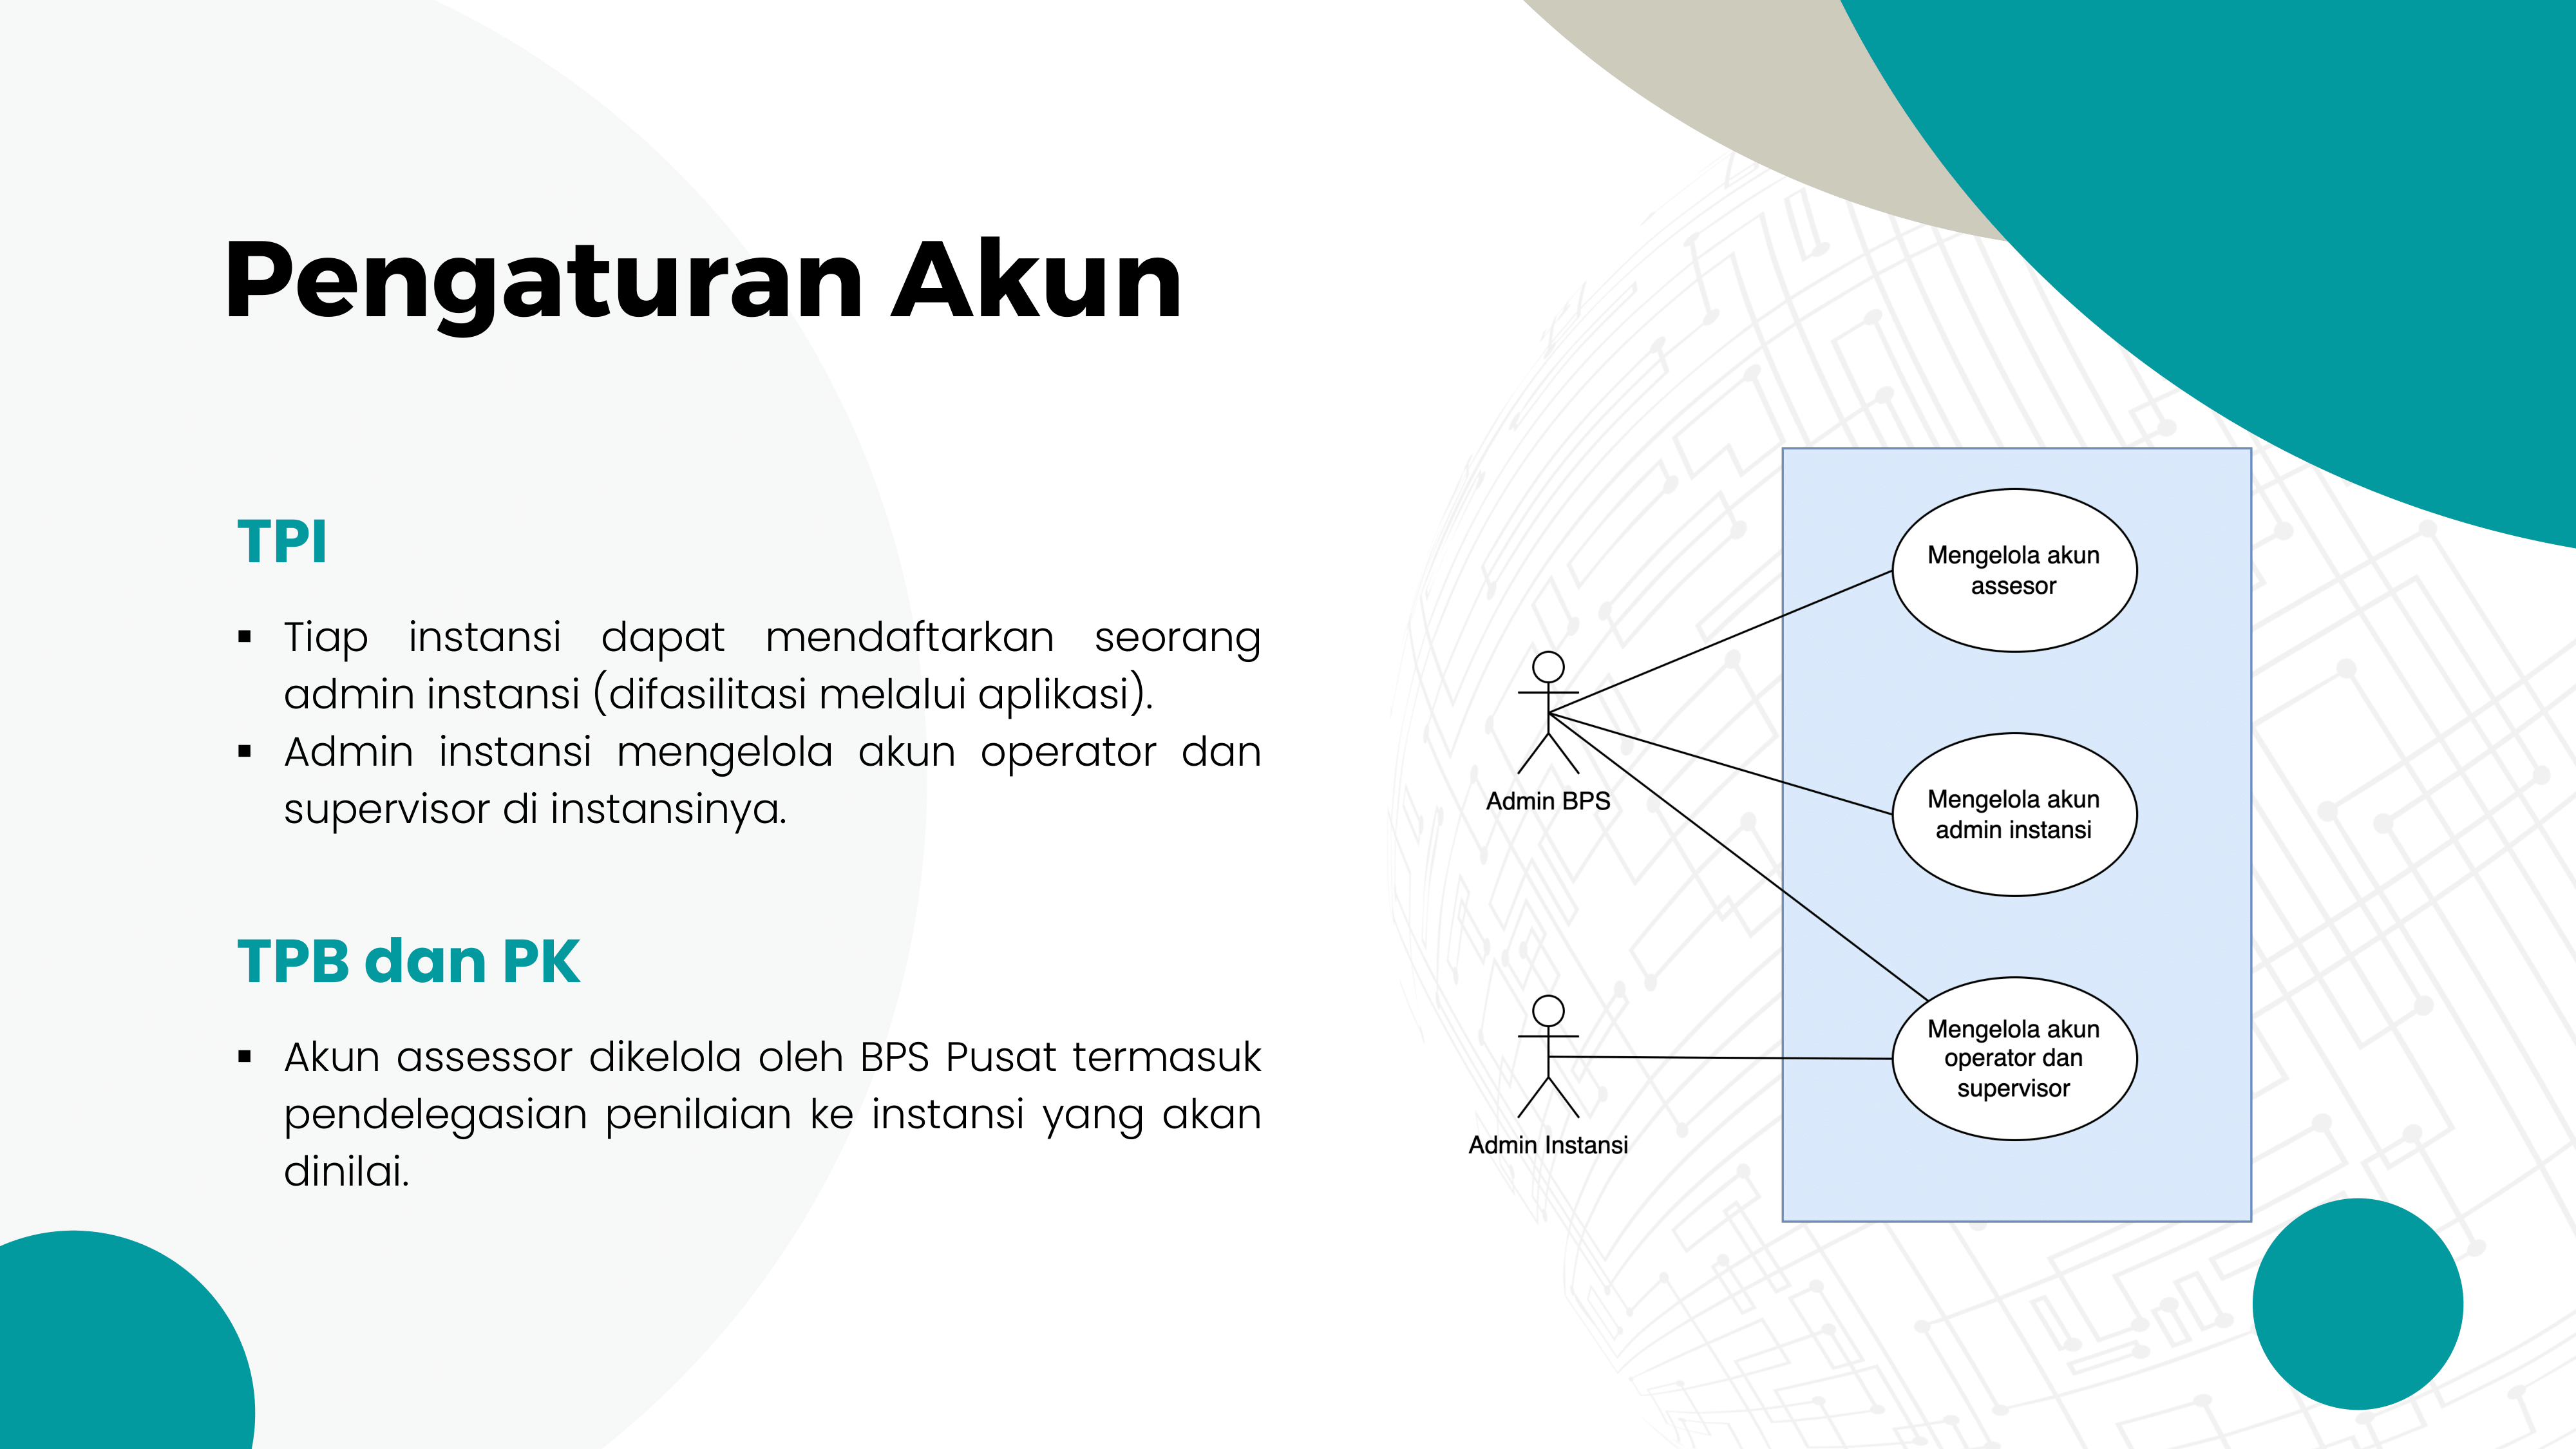 Pengaturan Akun
TPI
▪ Tiap instansi dapat mendaftarkan seorang
admin instansi (difasilitasi melalui aplikasi).
▪ Admin instansi mengelola akun operator dan
supervisor di instansinya.
TPB dan PK
▪ Akun assessor dikelola oleh BPS Pusat termasuk
pendelegasian penilaian ke instansi yang akan
dinilai.
Admin BPS
Admin Instansi
Mengelola akun
assesor
Mengelola akun
admin instansi
Mengelola akun
operator dan
supervisor